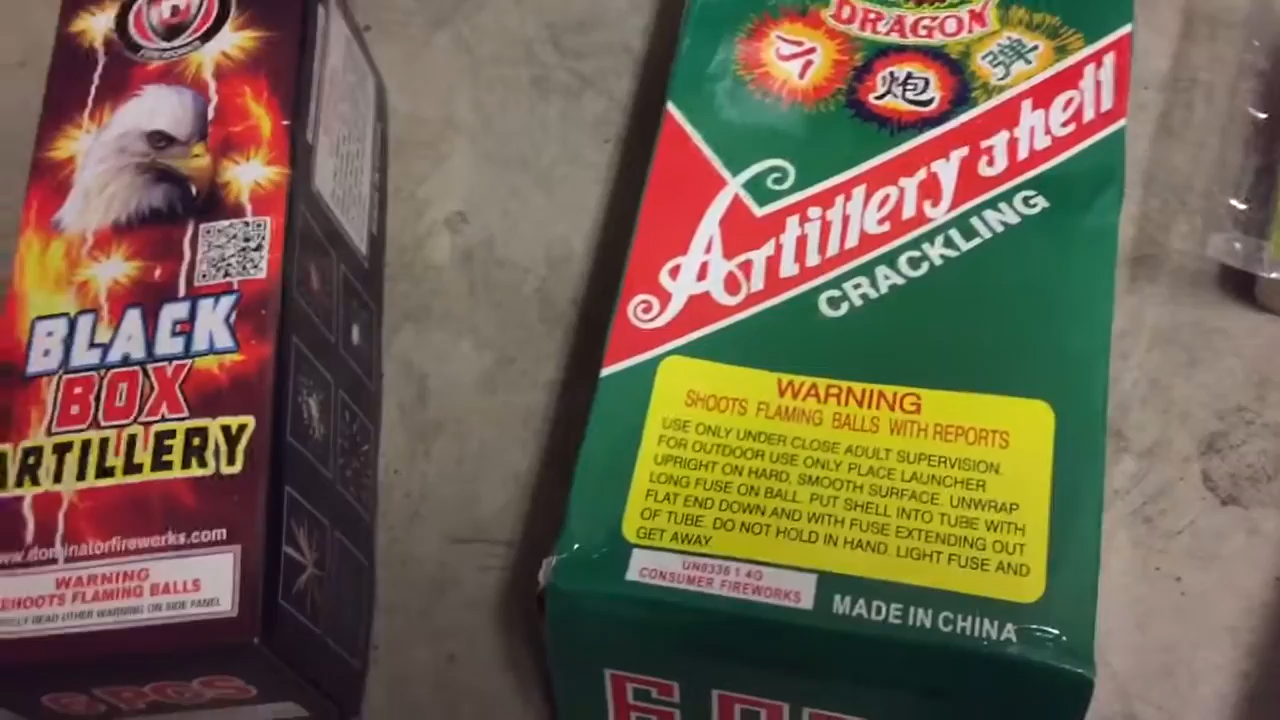 FIREWORKS
BLACK
BOX
ARTILLERY
www.dominatorfireworks.com
WARNING
SHOOTS FLAMING BALLS
6 PCS
DRAGON
六
炮
弹
Artillery shell
CRACKLING
WARNING
SHOOTS FLAMING BALLS WITH REPORTS
USE ONLY UNDER CLOSE ADULT SUPERVISION.
FOR OUTDOOR USE ONLY PLACE LAUNCHER
UPRIGHT ON HARD, SMOOTH SURFACE. UNWRAP
LONG FUSE ON BALL. PUT SHELL INTO TUBE WITH
FLAT END DOWN AND WITH FUSE EXTENDING OUT
OF TUBE. DO NOT HOLD IN HAND. LIGHT FUSE AND
GET AWAY.
UN0336 1.4G
CONSUMER FIREWORKS
MADE IN CHINA
6